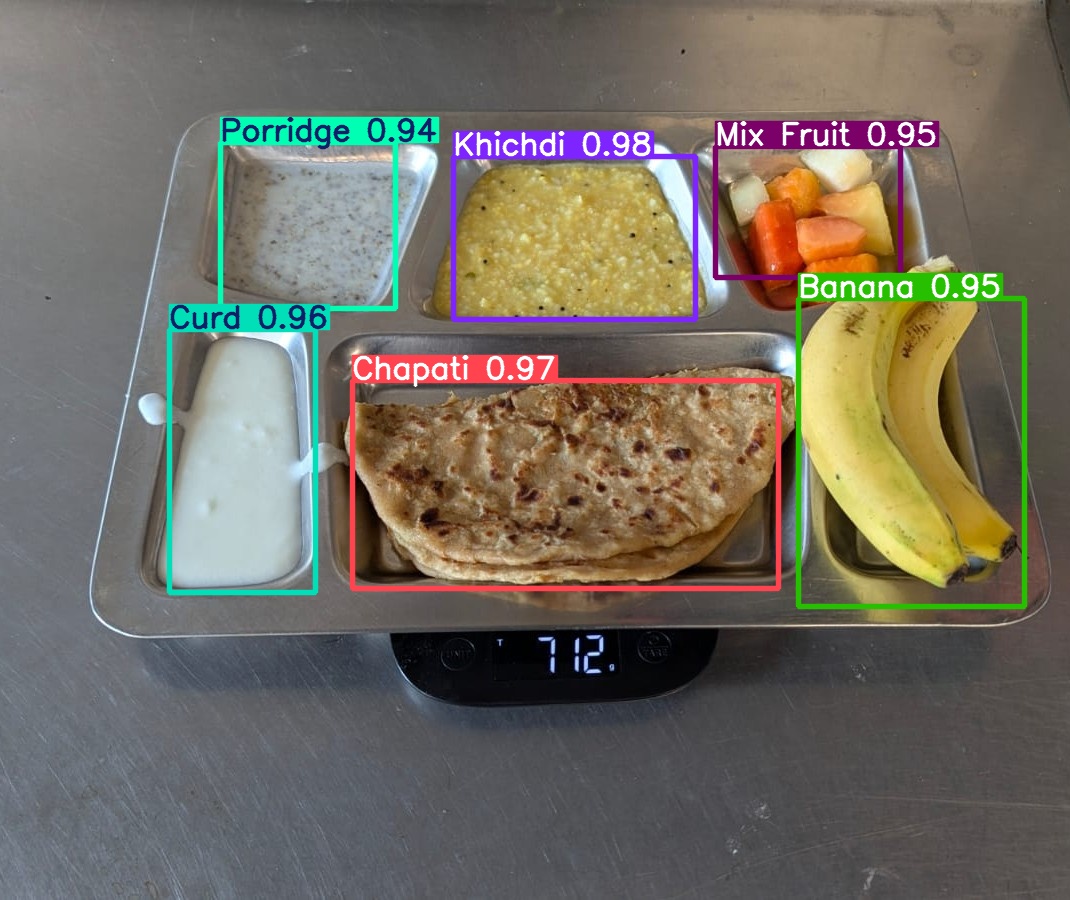 Porridge 0.94
Khichdi 0.98
Mix Fruit 0.95
Banana 0.95
Curd 0.96
Chapati 0.97
T 712 g